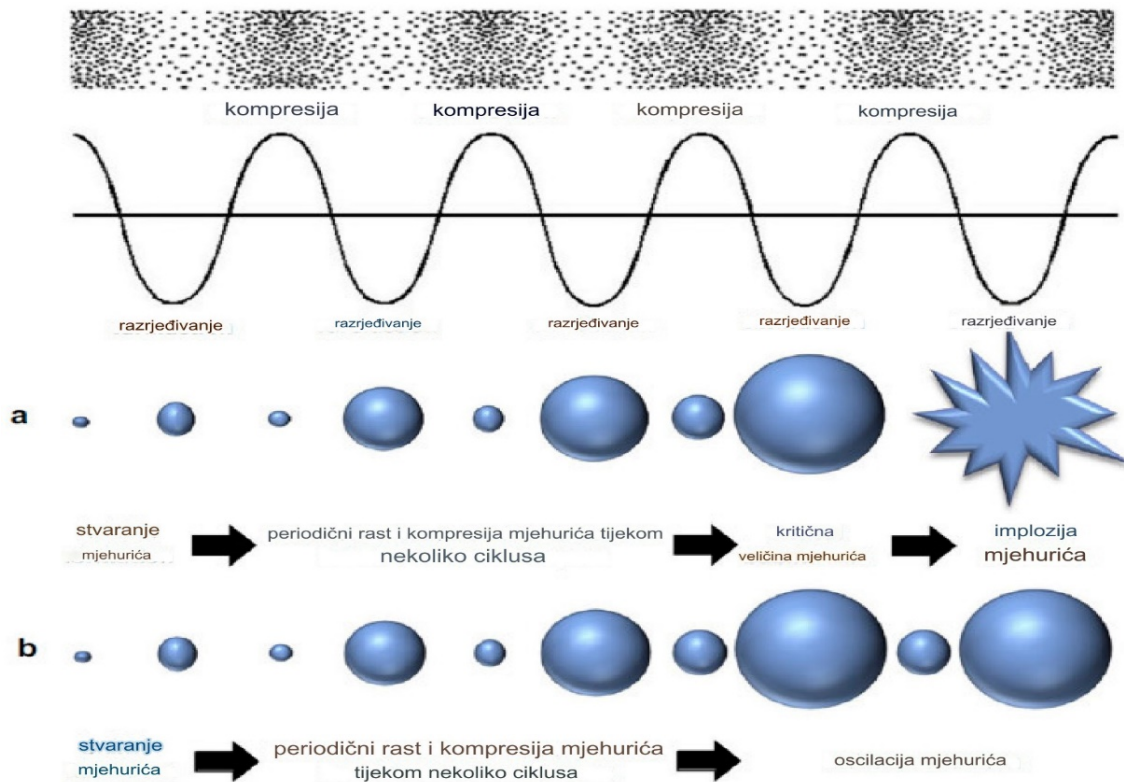 kompresija kompresija kompresija kompresija
razrjeđivanje razrjeđivanje razrjeđivanje razrjeđivanje razrjeđivanje
a
stvaranje
mjehurića
periodični rast i kompresija mjehurića tijekom
nekoliko ciklusa
kritična
veličina mjehurića
implozija
mjehurića
b
stvaranje
mjehurića
periodični rast i kompresija mjehurića
tijekom nekoliko ciklusa
oscilacija mjehurića